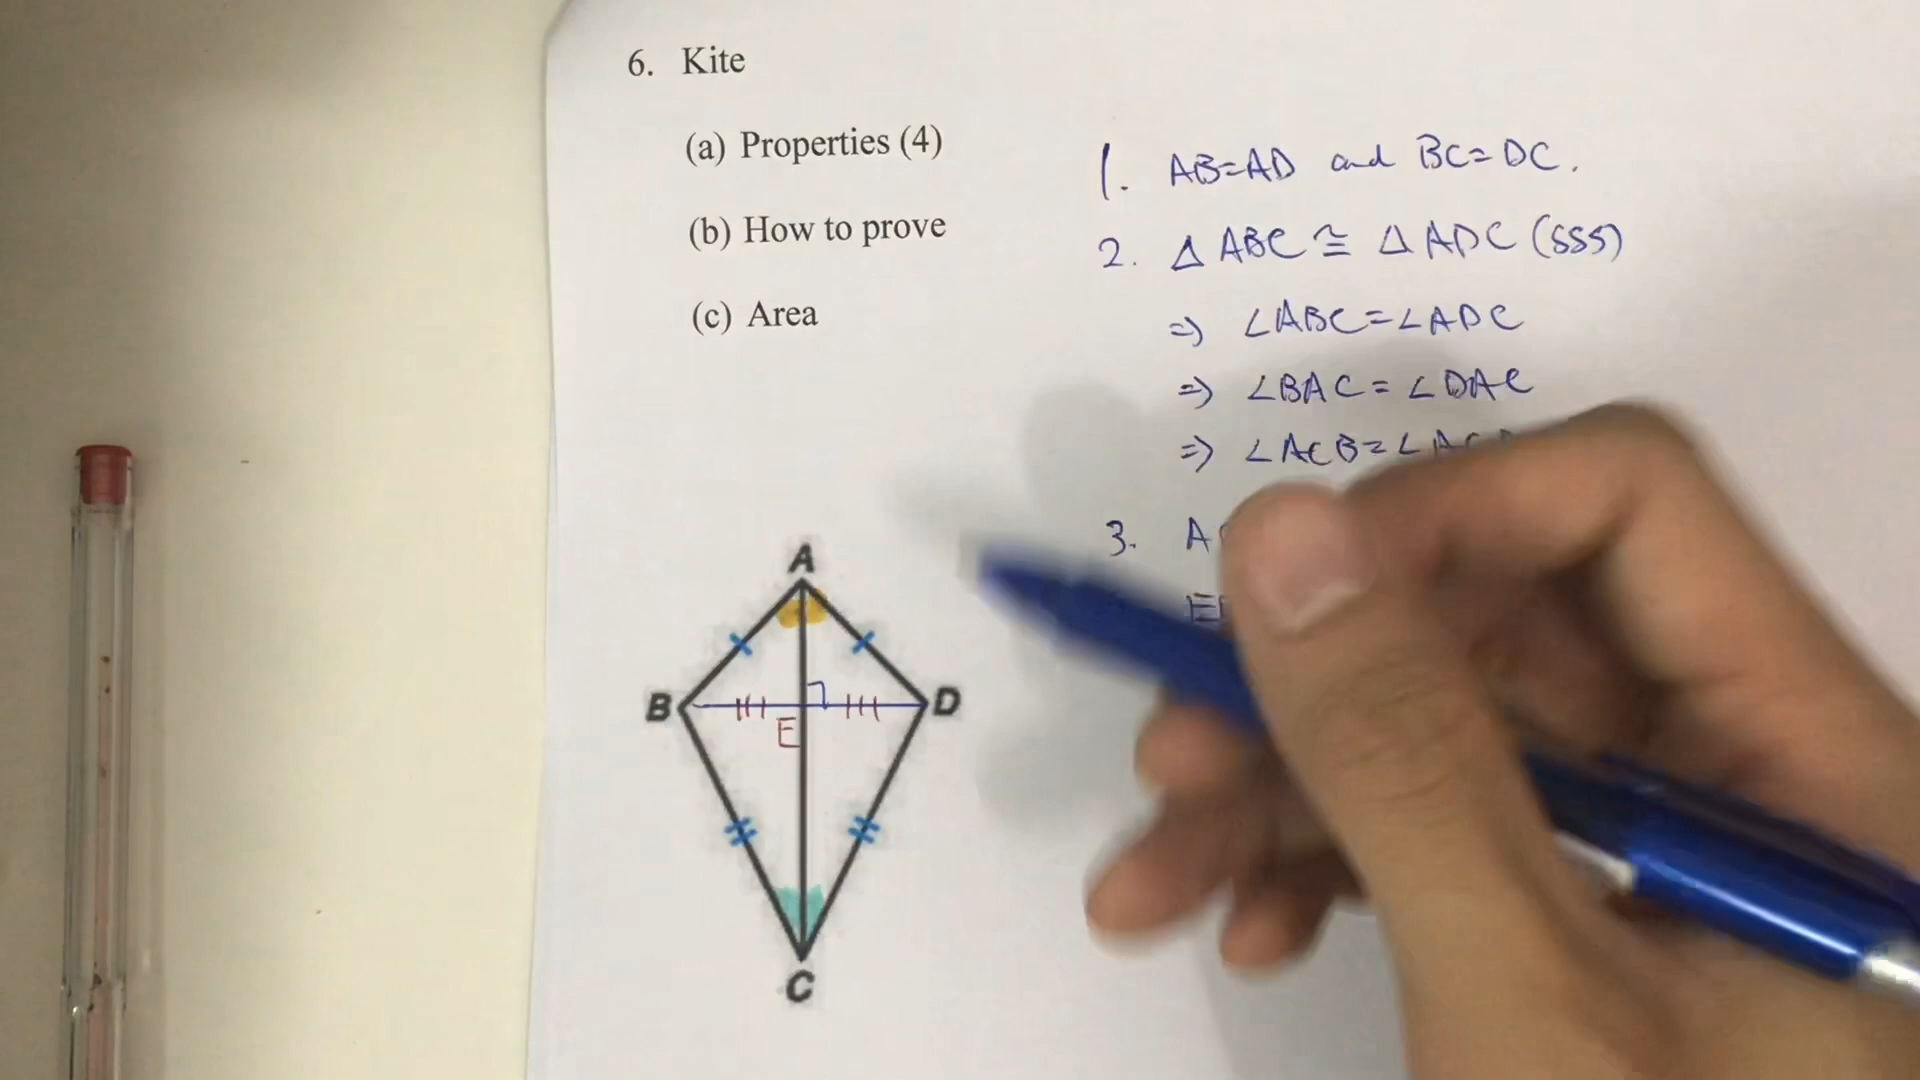 6. Kite
(a) Properties (4)
(b) How to prove
(c) Area
1. AB=AD and BC=DC.
2. △ABC≅△ADC (SSS)
⇒ ∠ABC=∠ADC
⇒ ∠BAC=∠DAC
⇒ ∠ACB=∠AC
3.
A
B
D
E
C